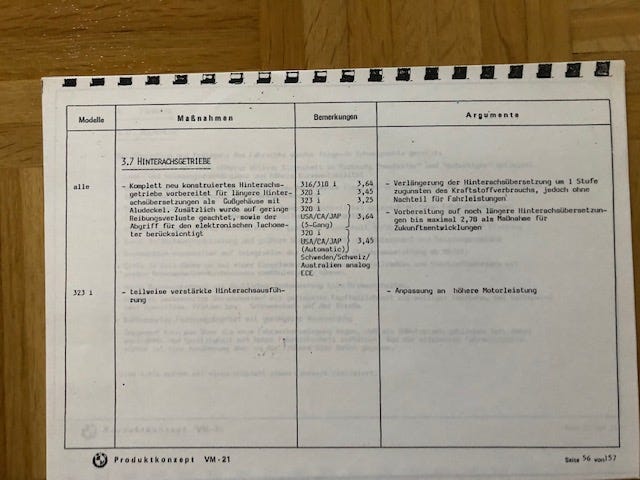 Modelle
Maßnahmen
Bemerkungen
Argumente
3.7 HINTERACHSGETRIEBE
alle
- Komplett neu konstruiertes Hinterachs-
getriebe vorbereitet für längere Hinter-
achsübersetzungen als Gußgehäuse mit
Aludeckel. Zusätzlich wurde auf geringe
Reibungsverluste geachtet, sowie der
Abgriff für den elektronischen Tachome-
ter berücksichtigt
316/318 i 3,64
320 i 3,45
323 i 3,25
320 i
USA/CA/JAP 3,64
(5-Gang)
320 i
USA/CA/JAP 3,45
(Automatic)
Schweden/Schweiz/
Australien analog
ECE
- Verlängerung der Hinterachsübersetzung um 1 Stufe
zugunsten des Kraftstoffverbrauchs, jedoch ohne
Nachteil für Fahrleistungen
- Vorbereitung auf noch längere Hinterachsübersetzun-
gen bis maximal 2,78 als Maßnahme für
Zukunftsentwicklungen
323 i
- teilweise verstärkte Hinterachsausfüh-
rung
- Anpassung an höhere Motorleistung
BMW
Produktkonzept VM-21
Seite 56 von 157